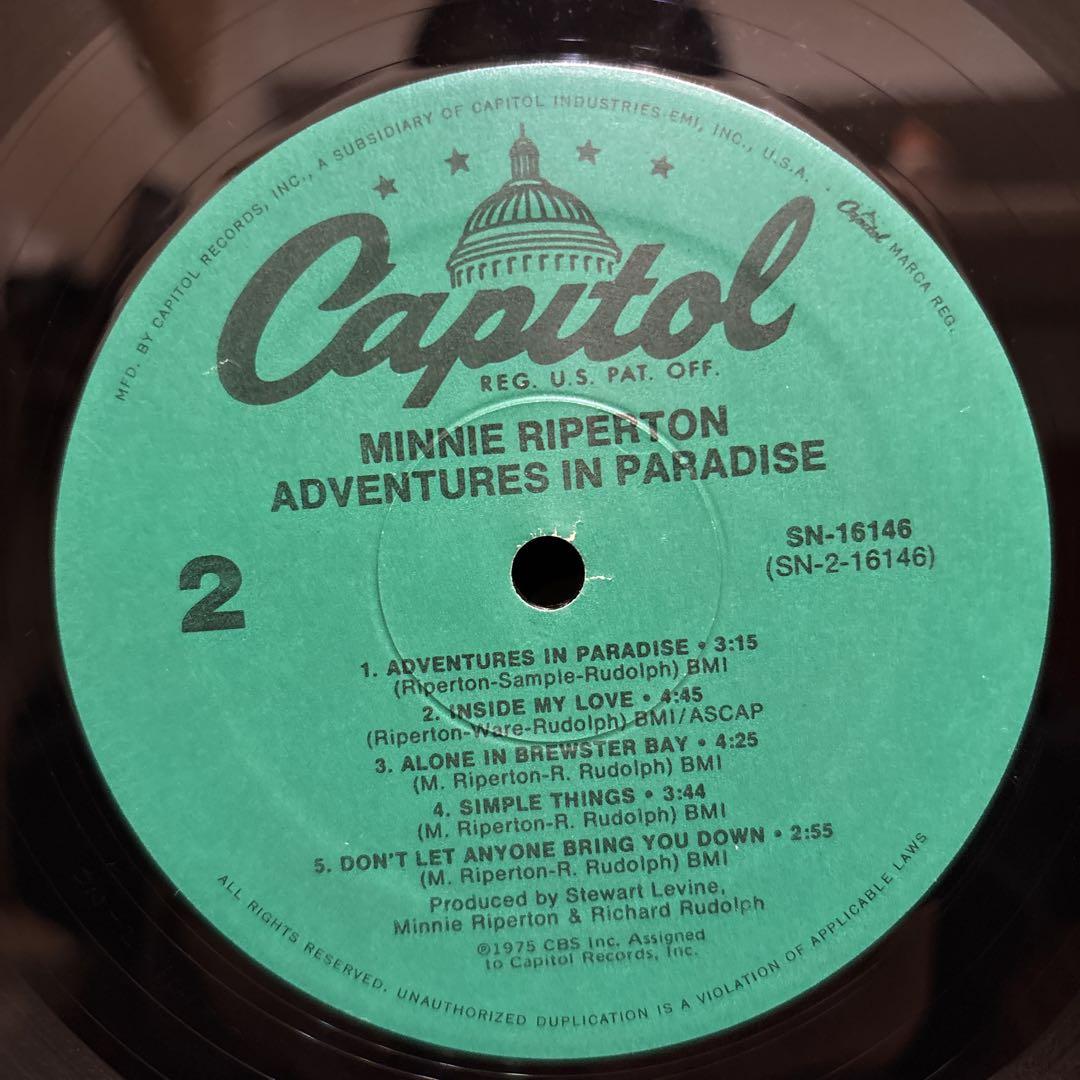 MFD. BY CAPITOL RECORDS, INC., A SUBSIDIARY OF CAPITOL INDUSTRIES-EMI, INC., U.S.A. · Capitol MARCA REG.
Capitol
REG. U.S. PAT. OFF.
MINNIE RIPERTON
ADVENTURES IN PARADISE
SN-16146
(SN-2-16146)
2
1. ADVENTURES IN PARADISE • 3:15
(Riperton-Sample-Rudolph) BMI
2. INSIDE MY LOVE • 4:45
(Riperton-Ware-Rudolph) BMI/ASCAP
3. ALONE IN BREWSTER BAY • 4:25
(M. Riperton-R. Rudolph) BMI
4. SIMPLE THINGS • 3:44
(M. Riperton-R. Rudolph) BMI
5. DON'T LET ANYONE BRING YOU DOWN • 2:55
(M. Riperton-R. Rudolph) BMI
Produced by Stewart Levine,
Minnie Riperton & Richard Rudolph
℗1975 CBS Inc. Assigned
to Capitol Records, Inc.
ALL RIGHTS RESERVED. UNAUTHORIZED DUPLICATION IS A VIOLATION OF APPLICABLE LAWS